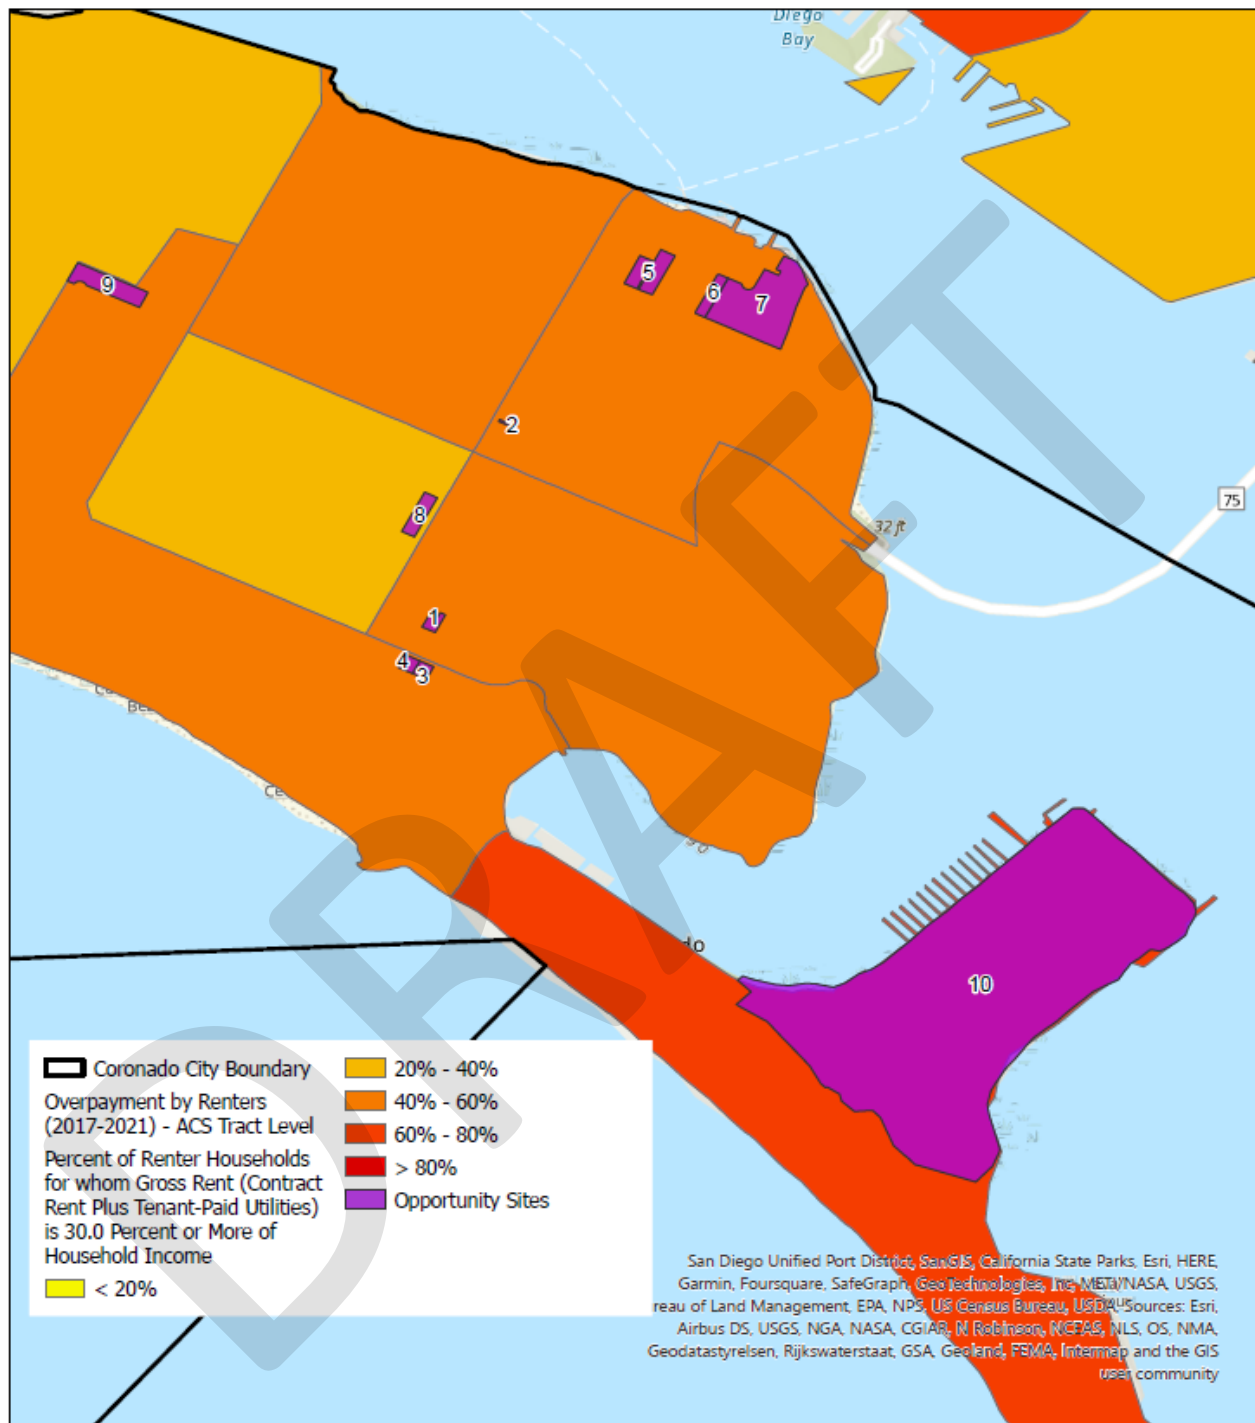 Diego
Bay
5
6
7
9
2
75
8
32 ft
1
4
3
10
Coronado City Boundary
Overpayment by Renters
(2017-2021) - ACS Tract Level
Percent of Renter Households
for whom Gross Rent (Contract
Rent Plus Tenant-Paid Utilities)
is 30.0 Percent or More of
Household Income
< 20%
20% - 40%
40% - 60%
60% - 80%
> 80%
Opportunity Sites
San Diego Unified Port District, SanGIS, California State Parks, Esri, HERE,
Garmin, Foursquare, SafeGraph, GeoTechnologies, Inc, METI/NASA, USGS,
reau of Land Management, EPA, NPS, US Census Bureau, USDA, Sources: Esri,
Airbus DS, USGS, NGA, NASA, CGIAR, N Robinson, NCEAS, NLS, OS, NMA,
Geodatastyrelsen, Rijkswaterstaat, GSA, Geoland, FEMA, Intermap and the GIS
user community
DRAFT